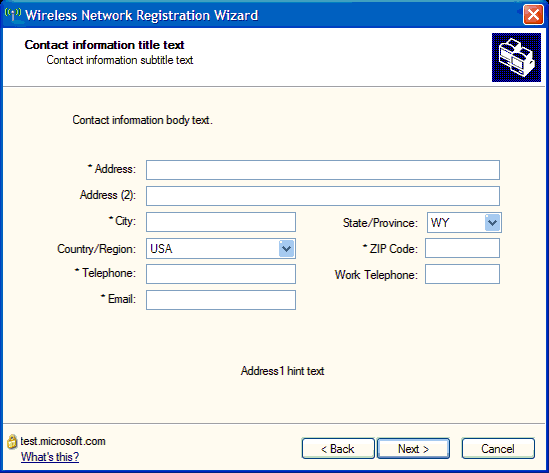 Wireless Network Registration Wizard
Contact information title text
Contact information subtitle text
Contact information body text.
* Address:
Address (2):
* City:
State/Province: WY
Country/Region: USA
* ZIP Code:
* Telephone:
Work Telephone:
* Email:
Address1 hint text
test.microsoft.com
What's this?
< Back Next > Cancel